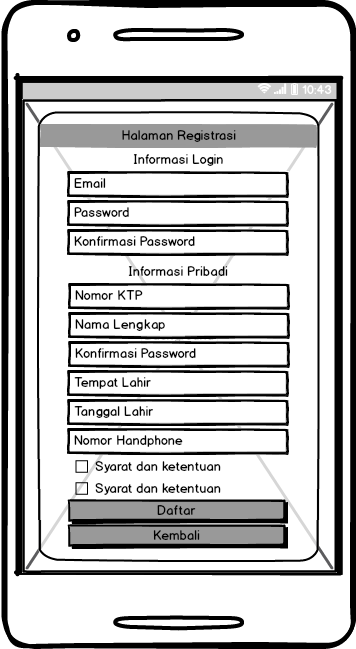 10:43
Halaman Registrasi
Informasi Login
Email
Password
Konfirmasi Password
Informasi Pribadi
Nomor KTP
Nama Lengkap
Konfirmasi Password
Tempat Lahir
Tanggal Lahir
Nomor Handphone
Syarat dan ketentuan
Syarat dan ketentuan
Daftar
Kembali